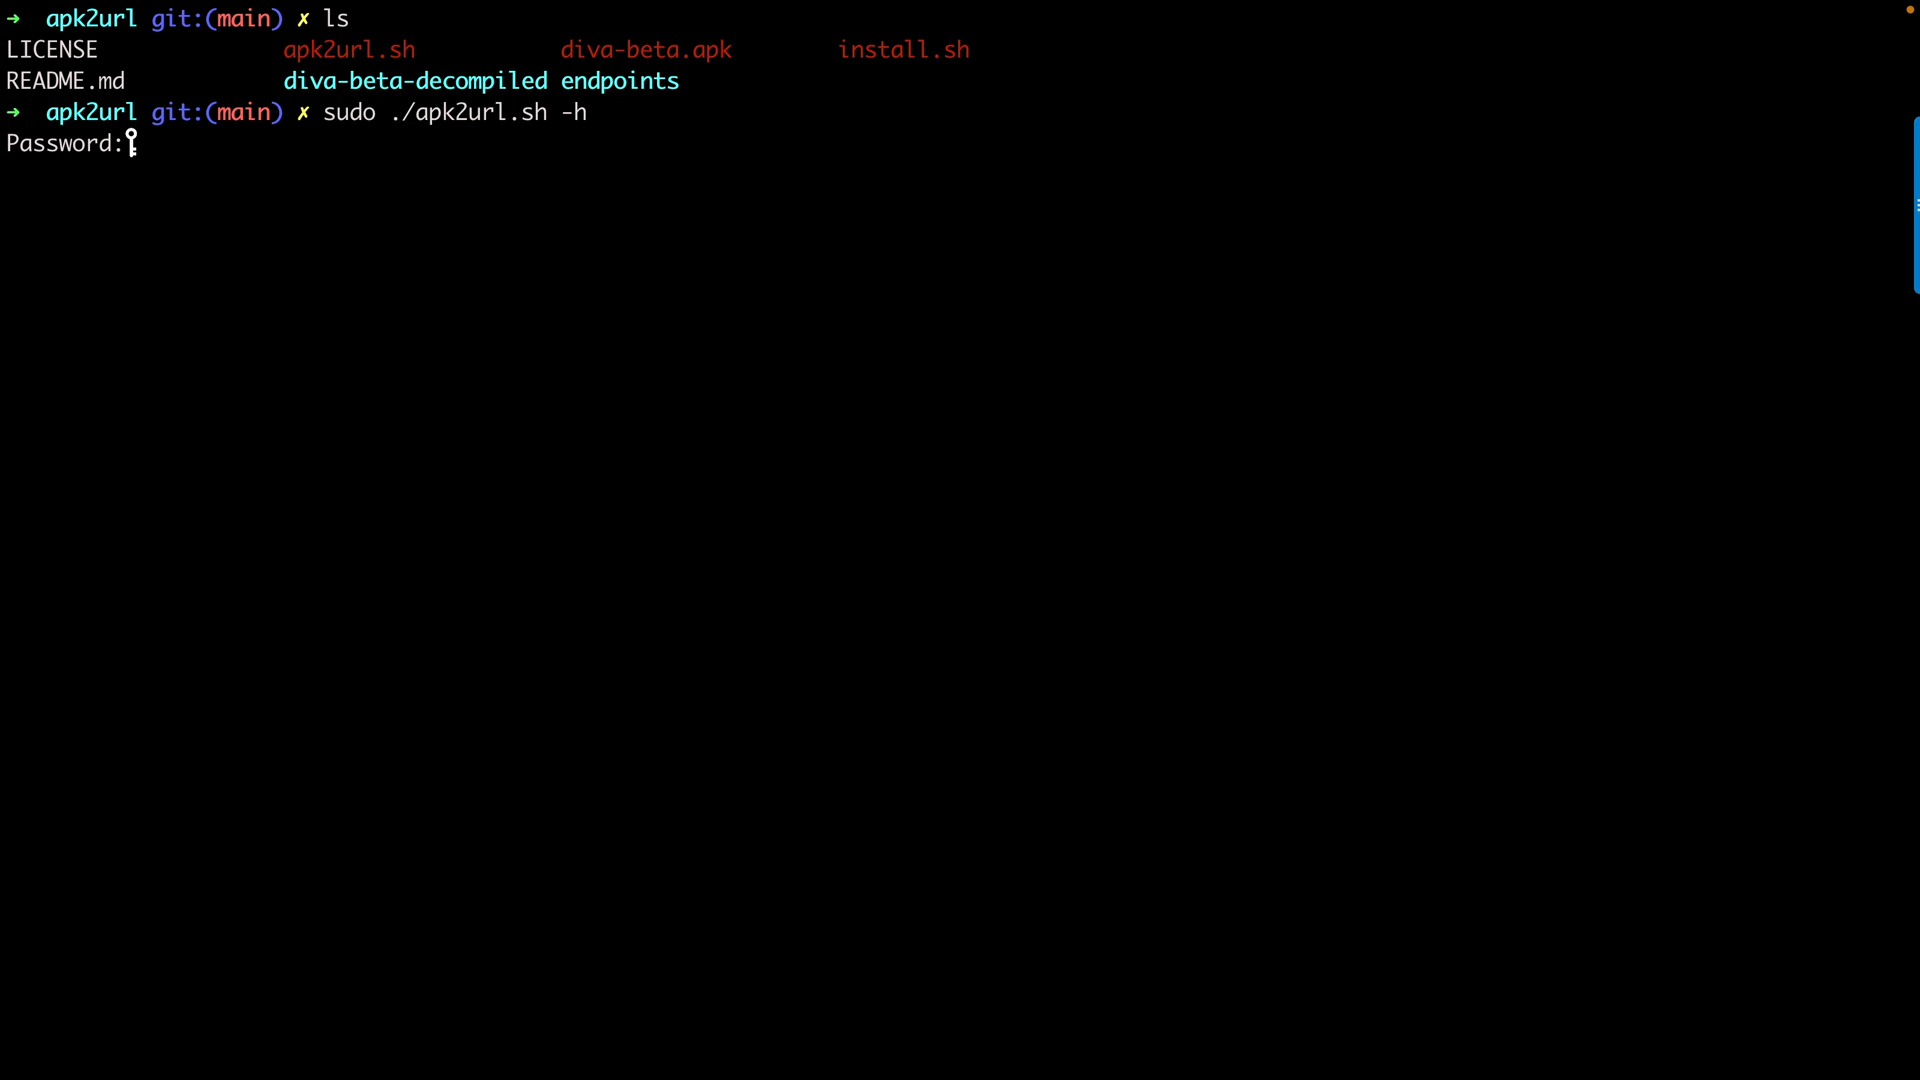 ➜  apk2url git:(main) ✗ ls
LICENSE            apk2url.sh           diva-beta.apk        install.sh
README.md            diva-beta-decompiled endpoints
➜  apk2url git:(main) ✗ sudo ./apk2url.sh -h
Password: